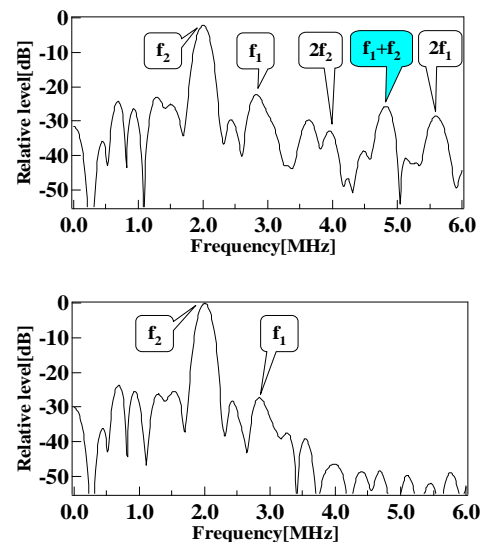 Relative level[dB]
0
-10
-20
-30
-40
-50
f₂
f₁
2f₂
f₁+f₂
2f₁
0.0 1.0 2.0 3.0 4.0 5.0 6.0
Frequency[MHz]
Relative level[dB]
0
-10
-20
-30
-40
-50
f₂
f₁
0.0 1.0 2.0 3.0 4.0 5.0 6.0
Frequency[MHz]